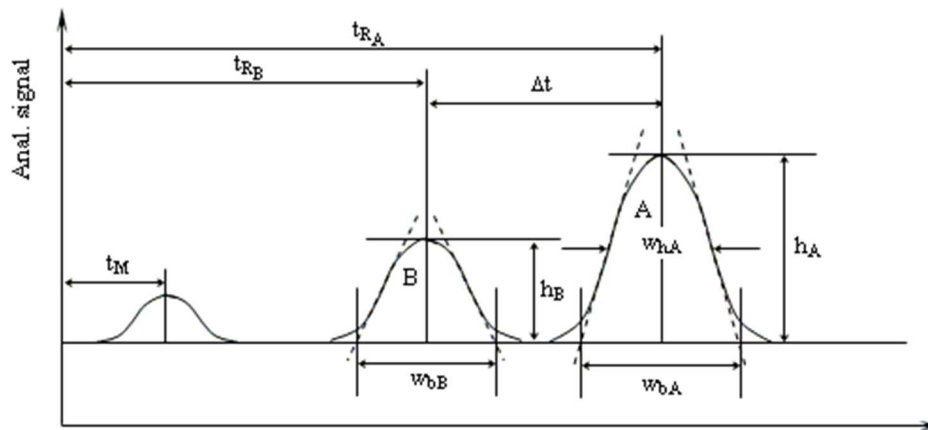 t_RA
t_RB
Δt
Anal. signal
A
w_hA
h_A
t_M
B
h_B
w_bB
w_bA